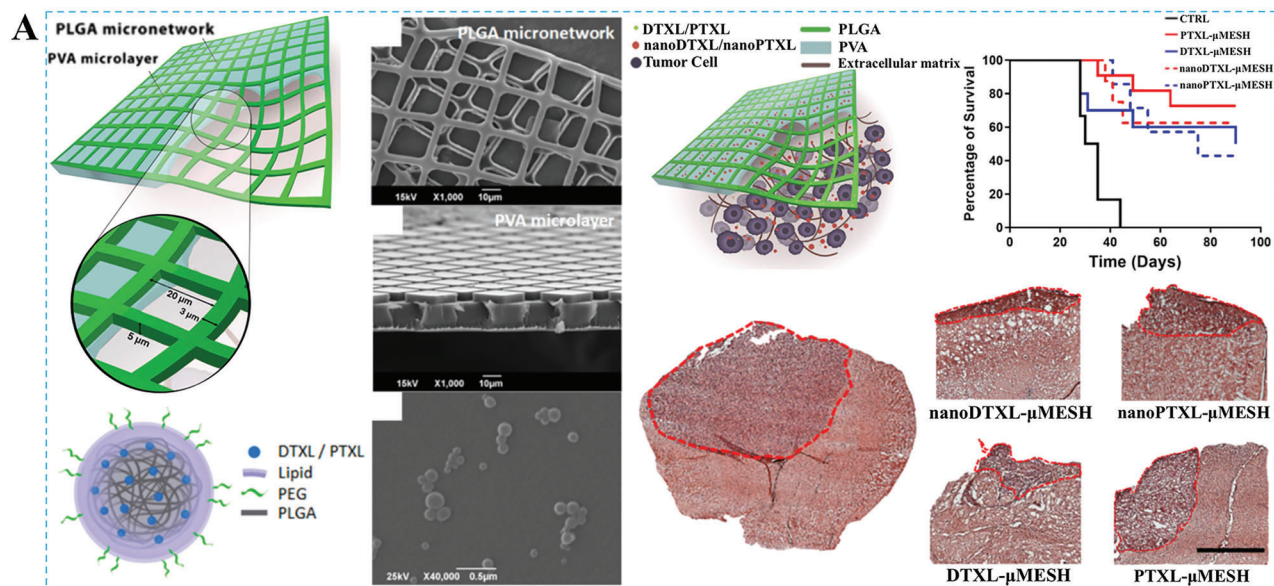 A
PLGA micronetwork
PVA microlayer
20 µm
3 µm
5 µm
DTXL / PTXL
Lipid
PEG
PLGA
PLGA micronetwork
15kV X1,000 10µm
PVA microlayer
15kV X1,000 10µm
25kV X40,000 0.5µm
DTXL/PTXL
nanoDTXL/nanoPTXL
Tumor Cell
PLGA
PVA
Extracellular matrix
CTRL
PTXL-µMESH
DTXL-µMESH
nanoDTXL-µMESH
nanoPTXL-µMESH
Percentage of Survival
100
80
60
40
20
0
0 20 40 60 80 100
Time (Days)
nanoDTXL-µMESH
nanoPTXL-µMESH
DTXL-µMESH
PTXL-µMESH